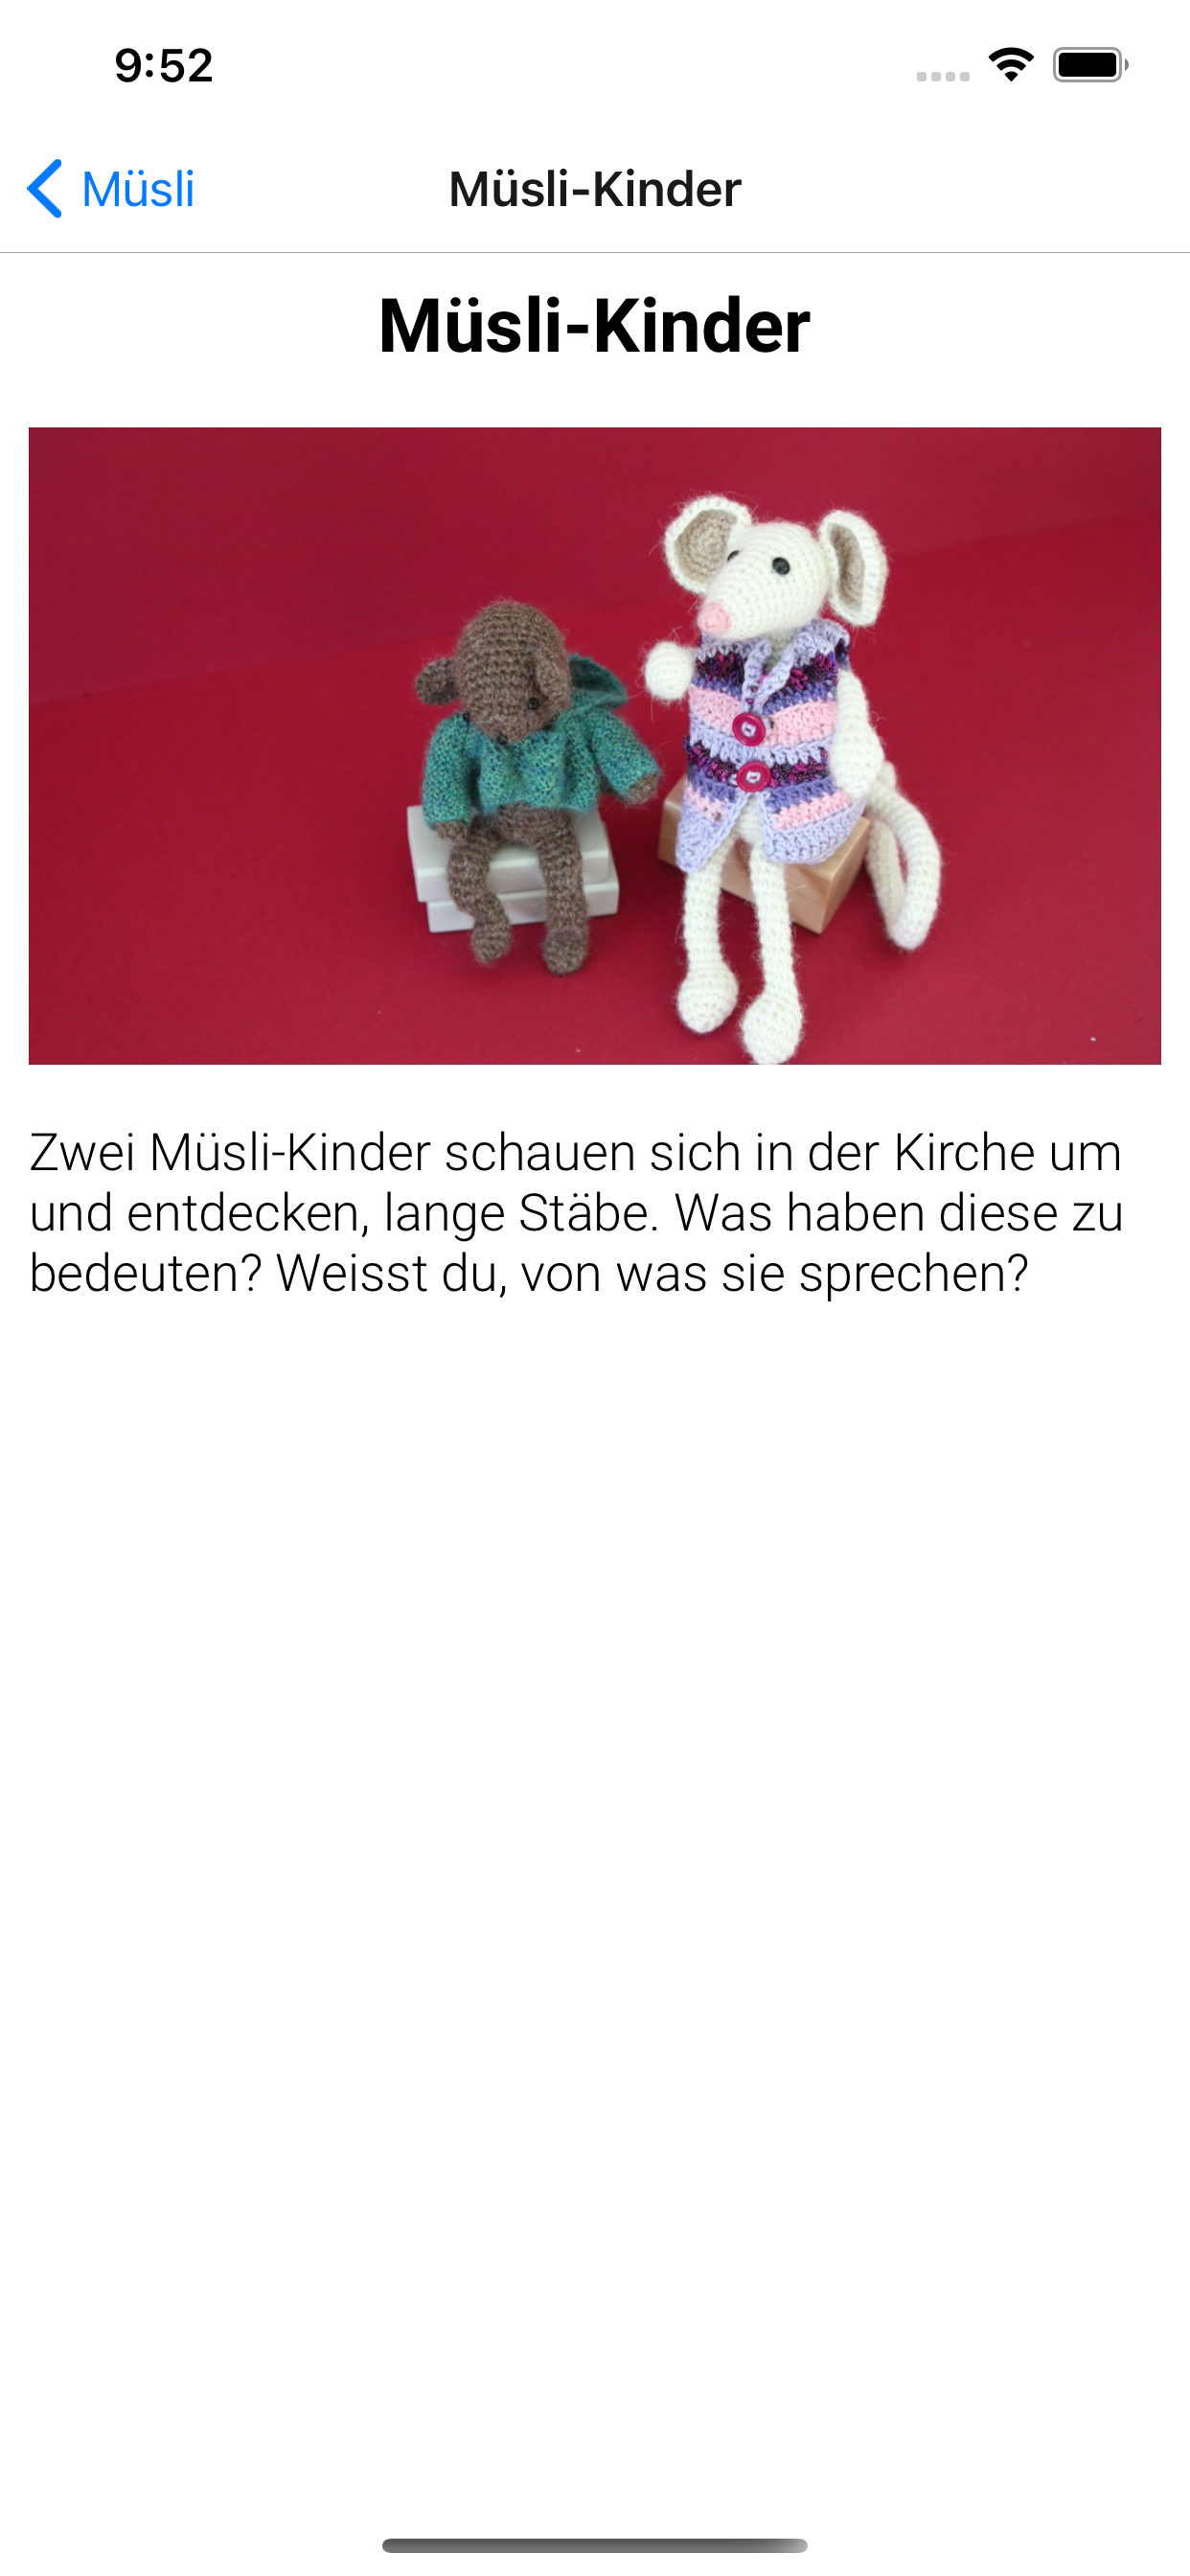 9:52
Müsli
Müsli-Kinder
Müsli-Kinder
Zwei Müsli-Kinder schauen sich in der Kirche um
und entdecken, lange Stäbe. Was haben diese zu
bedeuten? Weisst du, von was sie sprechen?